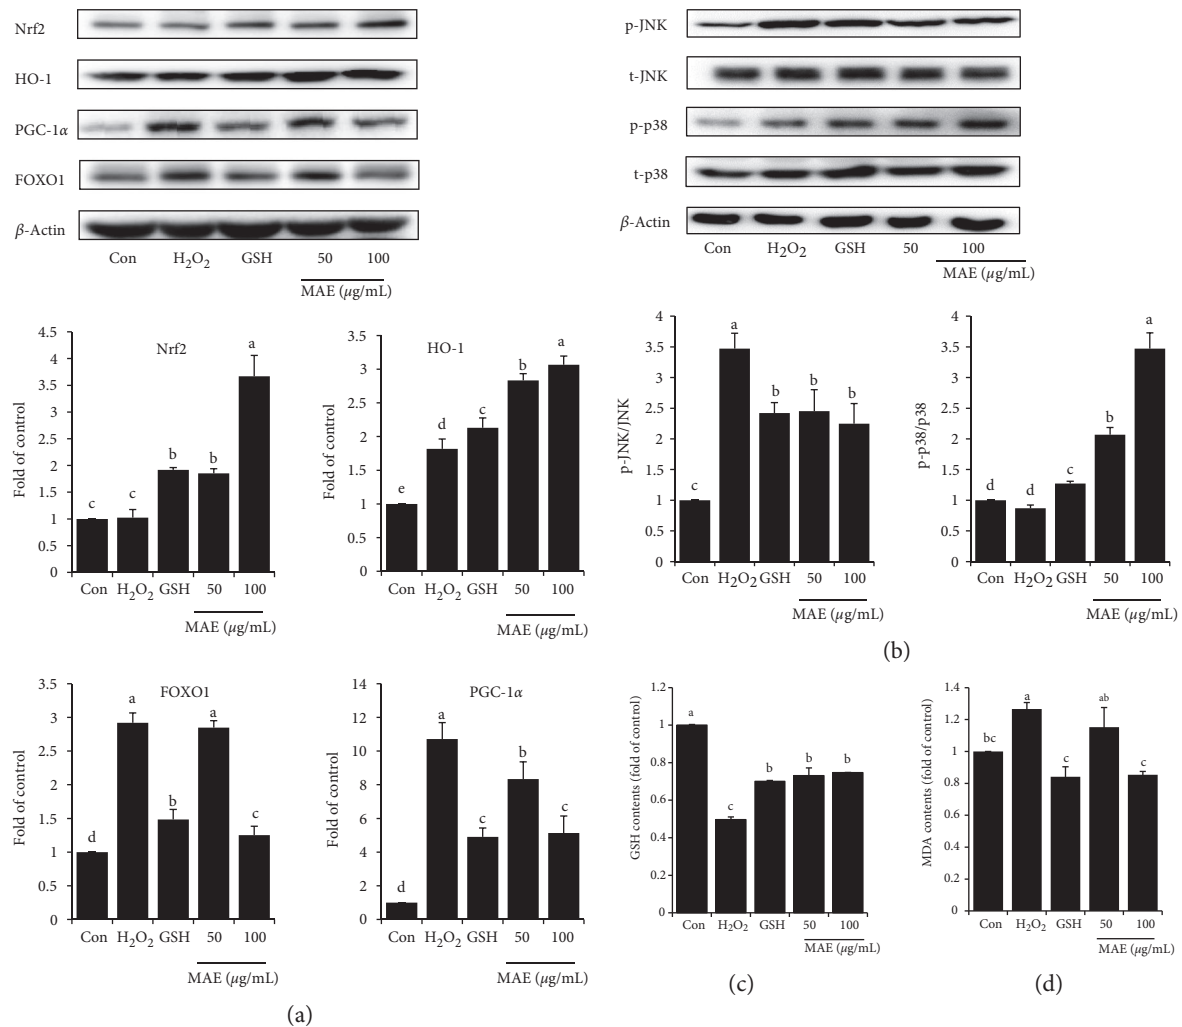 Nrf2
HO-1
PGC-1α
FOXO1
β-Actin
Con H2O2 GSH 50 100
MAE (μg/mL)
p-JNK
t-JNK
p-p38
t-p38
β-Actin
Con H2O2 GSH 50 100
MAE (μg/mL)
Nrf2
Fold of control
4.5
4
3.5
3
2.5
2
1.5
1
0.5
0
c c b b a
Con H2O2 GSH 50 100
MAE (μg/mL)
HO-1
Fold of control
3.5
3
2.5
2
1.5
1
0.5
0
e d c b a
Con H2O2 GSH 50 100
MAE (μg/mL)
FOXO1
Fold of control
3.5
3
2.5
2
1.5
1
0.5
0
d a b a c
Con H2O2 GSH 50 100
MAE (μg/mL)
PGC-1α
Fold of control
14
12
10
8
6
4
2
0
d a c b c
Con H2O2 GSH 50 100
MAE (μg/mL)
(a)
p-JNK/JNK
4
3.5
3
2.5
2
1.5
1
0.5
0
c a b b b
Con H2O2 GSH 50 100
MAE (μg/mL)
p-p38/p38
4
3.5
3
2.5
2
1.5
1
0.5
0
d d c b a
Con H2O2 GSH 50 100
MAE (μg/mL)
(b)
GSH contents (fold of control)
1.2
1
0.8
0.6
0.4
0.2
0
a c b b b
Con H2O2 GSH 50 100
MAE (μg/mL)
(c)
MDA contents (fold of control)
1.4
1.2
1
0.8
0.6
0.4
0.2
0
bc a c ab c
Con H2O2 GSH 50 100
MAE (μg/mL)
(d)